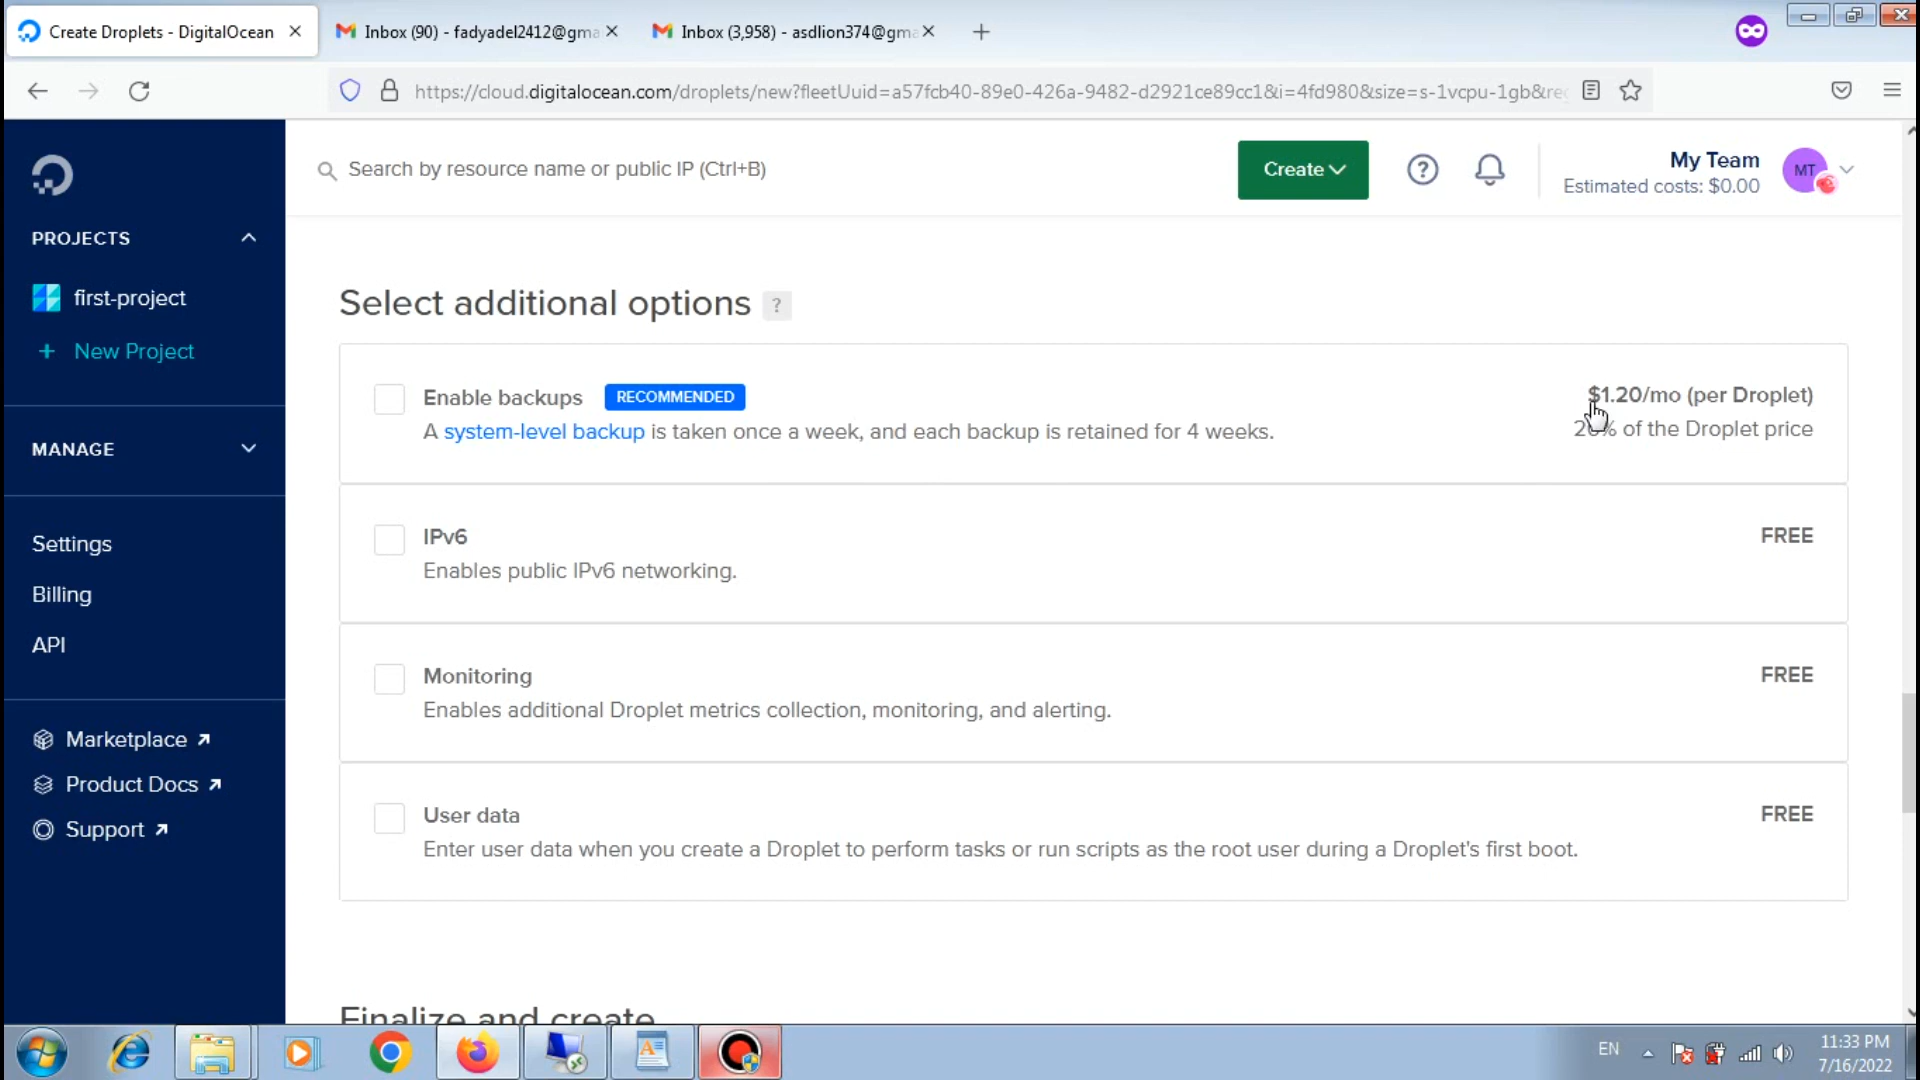 Create Droplets - DigitalOcean
Inbox (90) - fadyadel2412@gma
Inbox (3,958) - asdlion374@gma
https://cloud.digitalocean.com/droplets/new?fleetUuid=a57fcb40-89e0-426a-9482-d2921ce89cc1&i=4fd980&size=s-1vcpu-1gb&re
Search by resource name or public IP (Ctrl+B)
Create
?
My Team
Estimated costs: $0.00
MT
PROJECTS
first-project
+ New Project
MANAGE
Settings
Billing
API
Marketplace
Product Docs
Support
Select additional options ?
Enable backups RECOMMENDED
$1.20/mo (per Droplet)
A system-level backup is taken once a week, and each backup is retained for 4 weeks.
20% of the Droplet price
IPv6
FREE
Enables public IPv6 networking.
Monitoring
FREE
Enables additional Droplet metrics collection, monitoring, and alerting.
User data
FREE
Enter user data when you create a Droplet to perform tasks or run scripts as the root user during a Droplet's first boot.
Finalize and create
EN
11:33 PM
7/16/2022